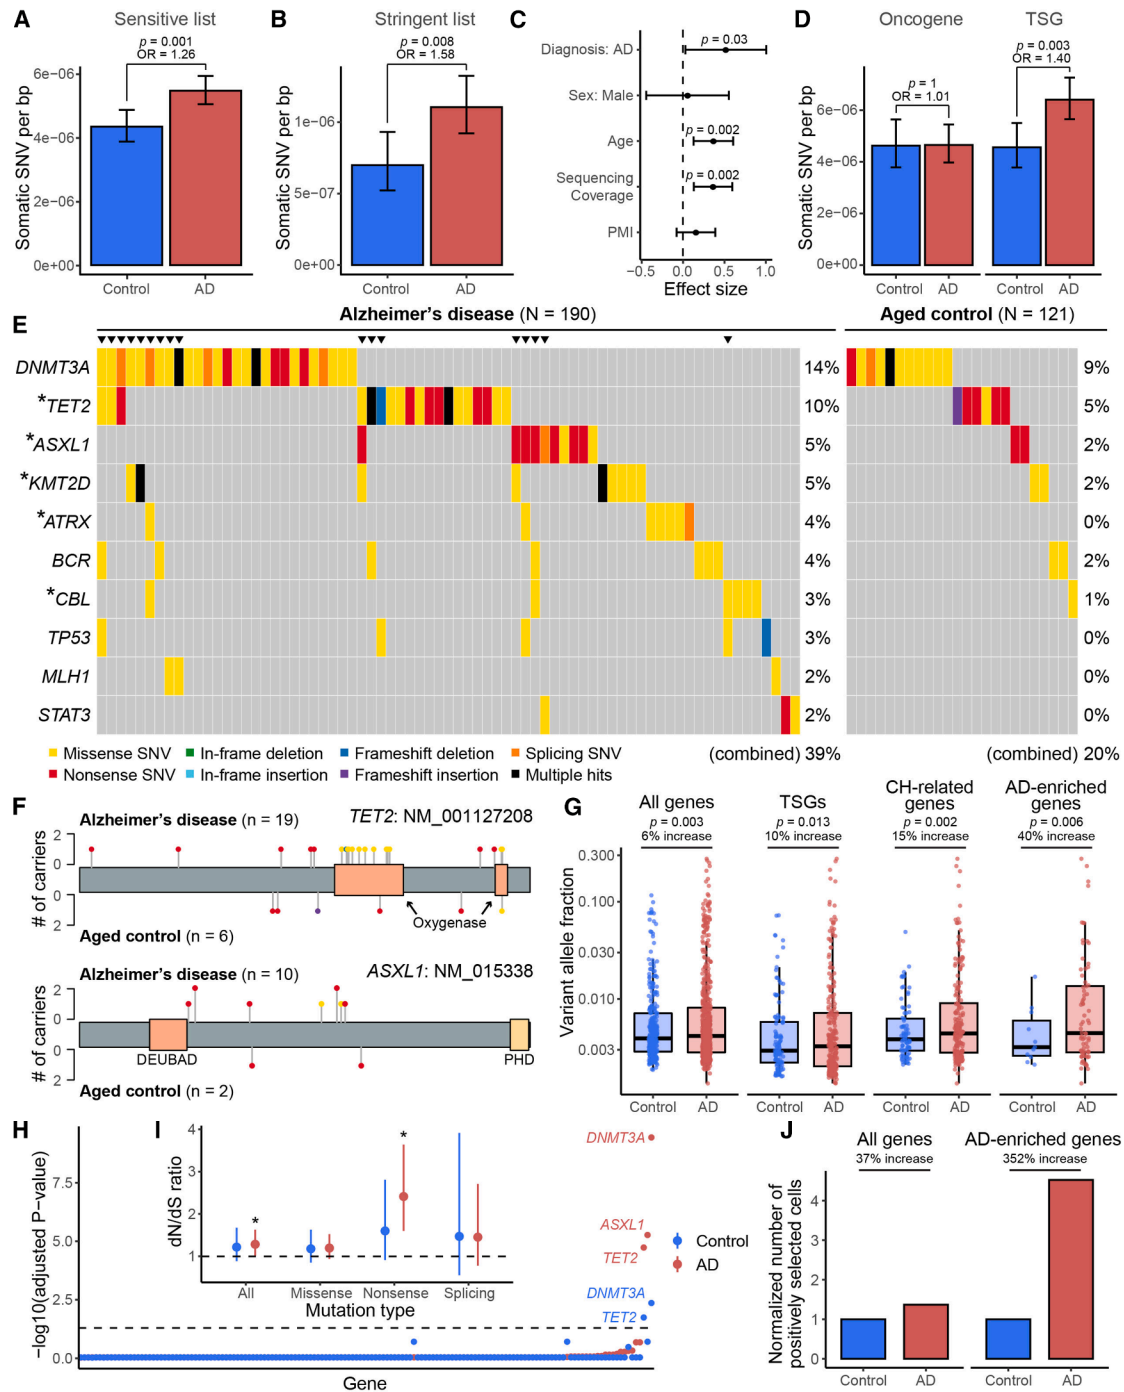 A
Sensitive list
p = 0.001
OR = 1.26
Somatic SNV per bp
6e−06
4e−06
2e−06
0e+00
Control
AD
B
Stringent list
p = 0.008
OR = 1.58
Somatic SNV per bp
1e−06
5e−07
0e+00
Control
AD
C
Diagnosis: AD
Sex: Male
Age
Sequencing
Coverage
PMI
p = 0.03
p = 0.002
p = 0.002
−0.5
0.0
0.5
1.0
Effect size
D
Oncogene
TSG
p = 1
OR = 1.01
p = 0.003
OR = 1.40
Somatic SNV per bp
6e−06
4e−06
2e−06
0e+00
Control
AD
Control
AD
E
Alzheimer's disease (N = 190)
Aged control (N = 121)
DNMT3A
14%
9%
*TET2
10%
5%
*ASXL1
5%
2%
*KMT2D
5%
2%
*ATRX
4%
0%
BCR
4%
2%
*CBL
3%
1%
TP53
3%
0%
MLH1
2%
0%
STAT3
2%
0%
(combined) 39%
(combined) 20%
Missense SNV
In-frame deletion
Frameshift deletion
Splicing SNV
Nonsense SNV
In-frame insertion
Frameshift insertion
Multiple hits
F
Alzheimer's disease (n = 19)
TET2: NM_001127208
# of carriers
2
0
0
2
Oxygenase
Aged control (n = 6)
Alzheimer's disease (n = 10)
ASXL1: NM_015338
# of carriers
2
0
0
2
DEUBAD
PHD
Aged control (n = 2)
G
All genes
p = 0.003
6% increase
TSGs
p = 0.013
10% increase
CH-related
genes
p = 0.002
15% increase
AD-enriched
genes
p = 0.006
40% increase
Variant allele fraction
0.300
0.100
0.030
0.010
0.003
Control
AD
Control
AD
Control
AD
Control
AD
H
−log10(adjusted P−value)
7.5
5.0
2.5
0.0
Gene
DNMT3A
ASXL1
TET2
DNMT3A
TET2
Control
AD
I
dN/dS ratio
4
3
2
1
*
*
All
Missense
Nonsense
Splicing
Mutation type
J
All genes
37% increase
AD-enriched genes
352% increase
Normalized number of
positively selected cells
4
3
2
1
0
Control
AD
Control
AD